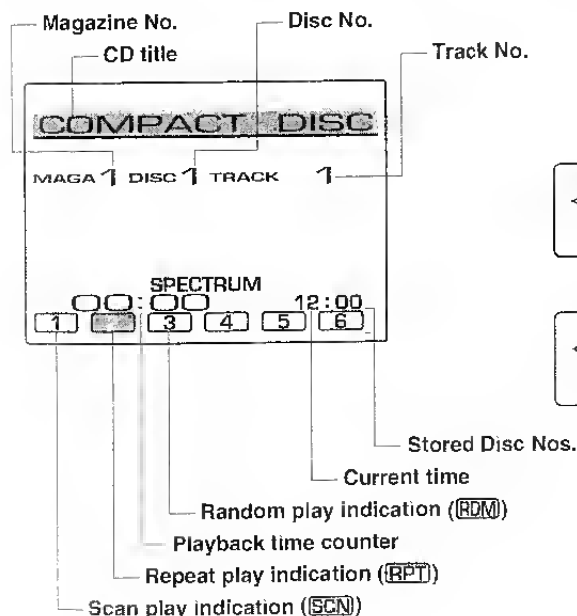 Magazine No.
Disc No.
CD title
Track No.
COMPACT DISC
MAGA 1 DISC 1 TRACK 1
SPECTRUM
00:00 12:00
1 3 4 5 6
Stored Disc Nos.
Current time
Random play indication (RDM)
Playback time counter
Repeat play indication (RPT)
Scan play indication (SCN)